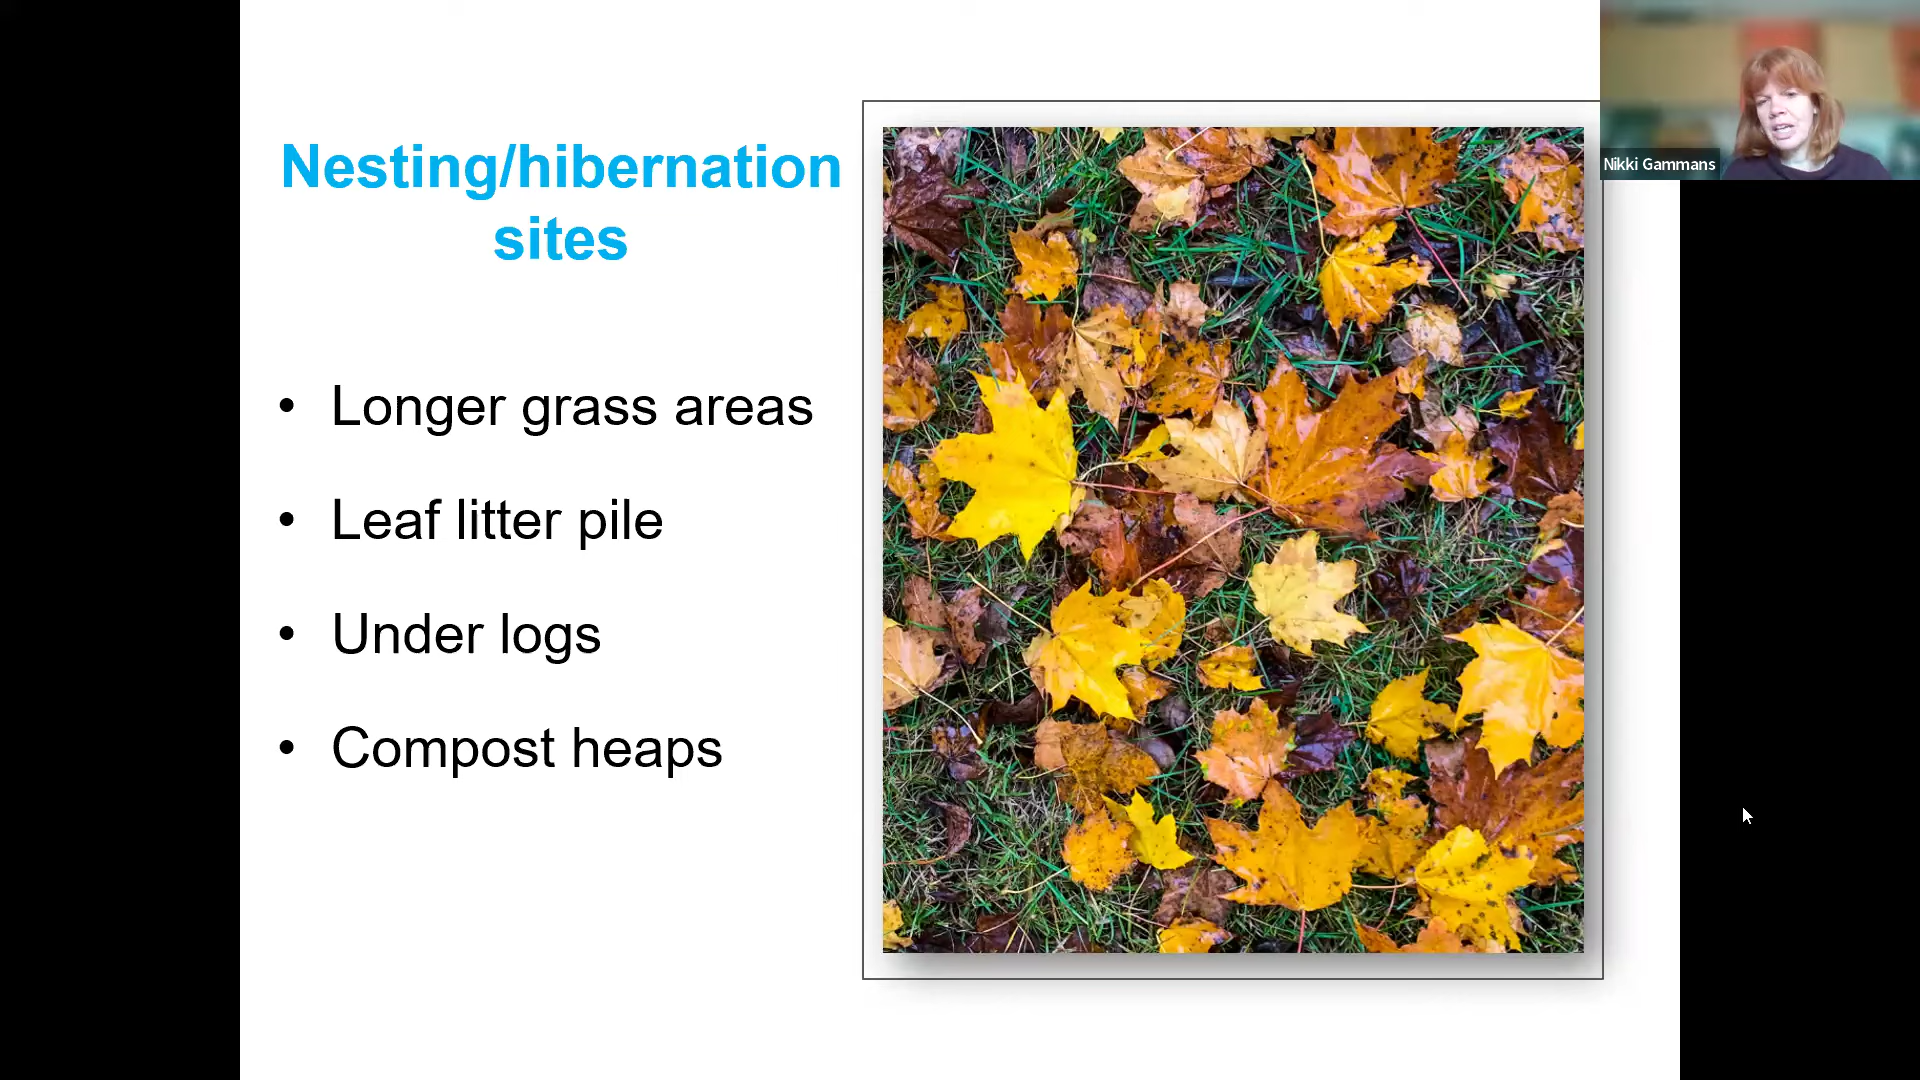 Nesting/hibernation
sites
• Longer grass areas
• Leaf litter pile
• Under logs
• Compost heaps
Nikki Gammans